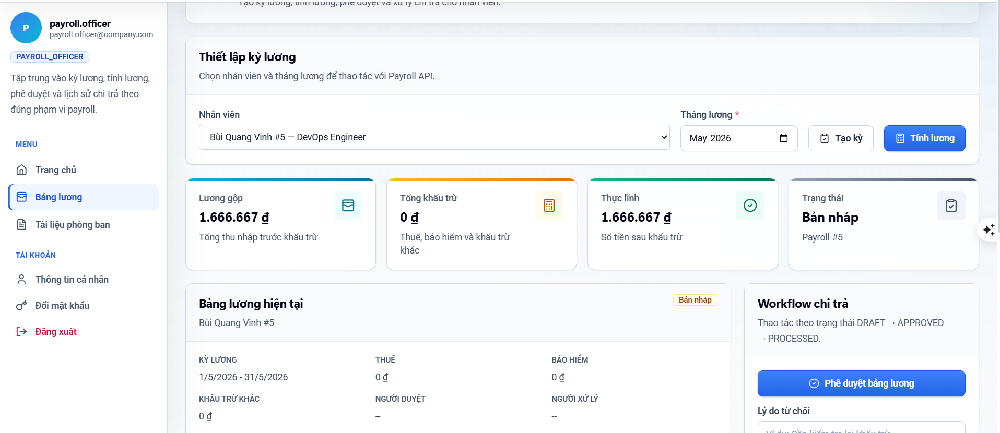 Tạo kỳ lương, tính lương, phê duyệt và xử lý chi trả cho nhân viên.
P
payroll.officer
payroll.officer@company.com
PAYROLL_OFFICER
Tập trung vào kỳ lương, tính lương,
phê duyệt và lịch sử chi trả theo
đúng phạm vi payroll.
MENU
Trang chủ
Bảng lương
Tài liệu phòng ban
TÀI KHOẢN
Thông tin cá nhân
Đổi mật khẩu
Đăng xuất
Thiết lập kỳ lương
Chọn nhân viên và tháng lương để thao tác với Payroll API.
Nhân viên
Bùi Quang Vinh #5 — DevOps Engineer
Tháng lương *
May 2026
Tạo kỳ
Tính lương
Lương gộp
1.666.667 ₫
Tổng thu nhập trước khấu trừ
Tổng khấu trừ
0 ₫
Thuế, bảo hiểm và khấu trừ
khác
Thực lĩnh
1.666.667 ₫
Số tiền sau khấu trừ
Trạng thái
Bản nháp
Payroll #5
Bảng lương hiện tại
Bản nháp
Bùi Quang Vinh #5
KỲ LƯƠNG
1/5/2026 - 31/5/2026
THUẾ
0 ₫
BẢO HIỂM
0 ₫
KHẤU TRỪ KHÁC
0 ₫
NGƯỜI DUYỆT
--
NGƯỜI XỬ LÝ
--
Workflow chi trả
Thao tác theo trạng thái DRAFT → APPROVED
→ PROCESSED.
Phê duyệt bảng lương
Lý do từ chối
Ví dụ: Cần kiểm tra lại khấu trừ